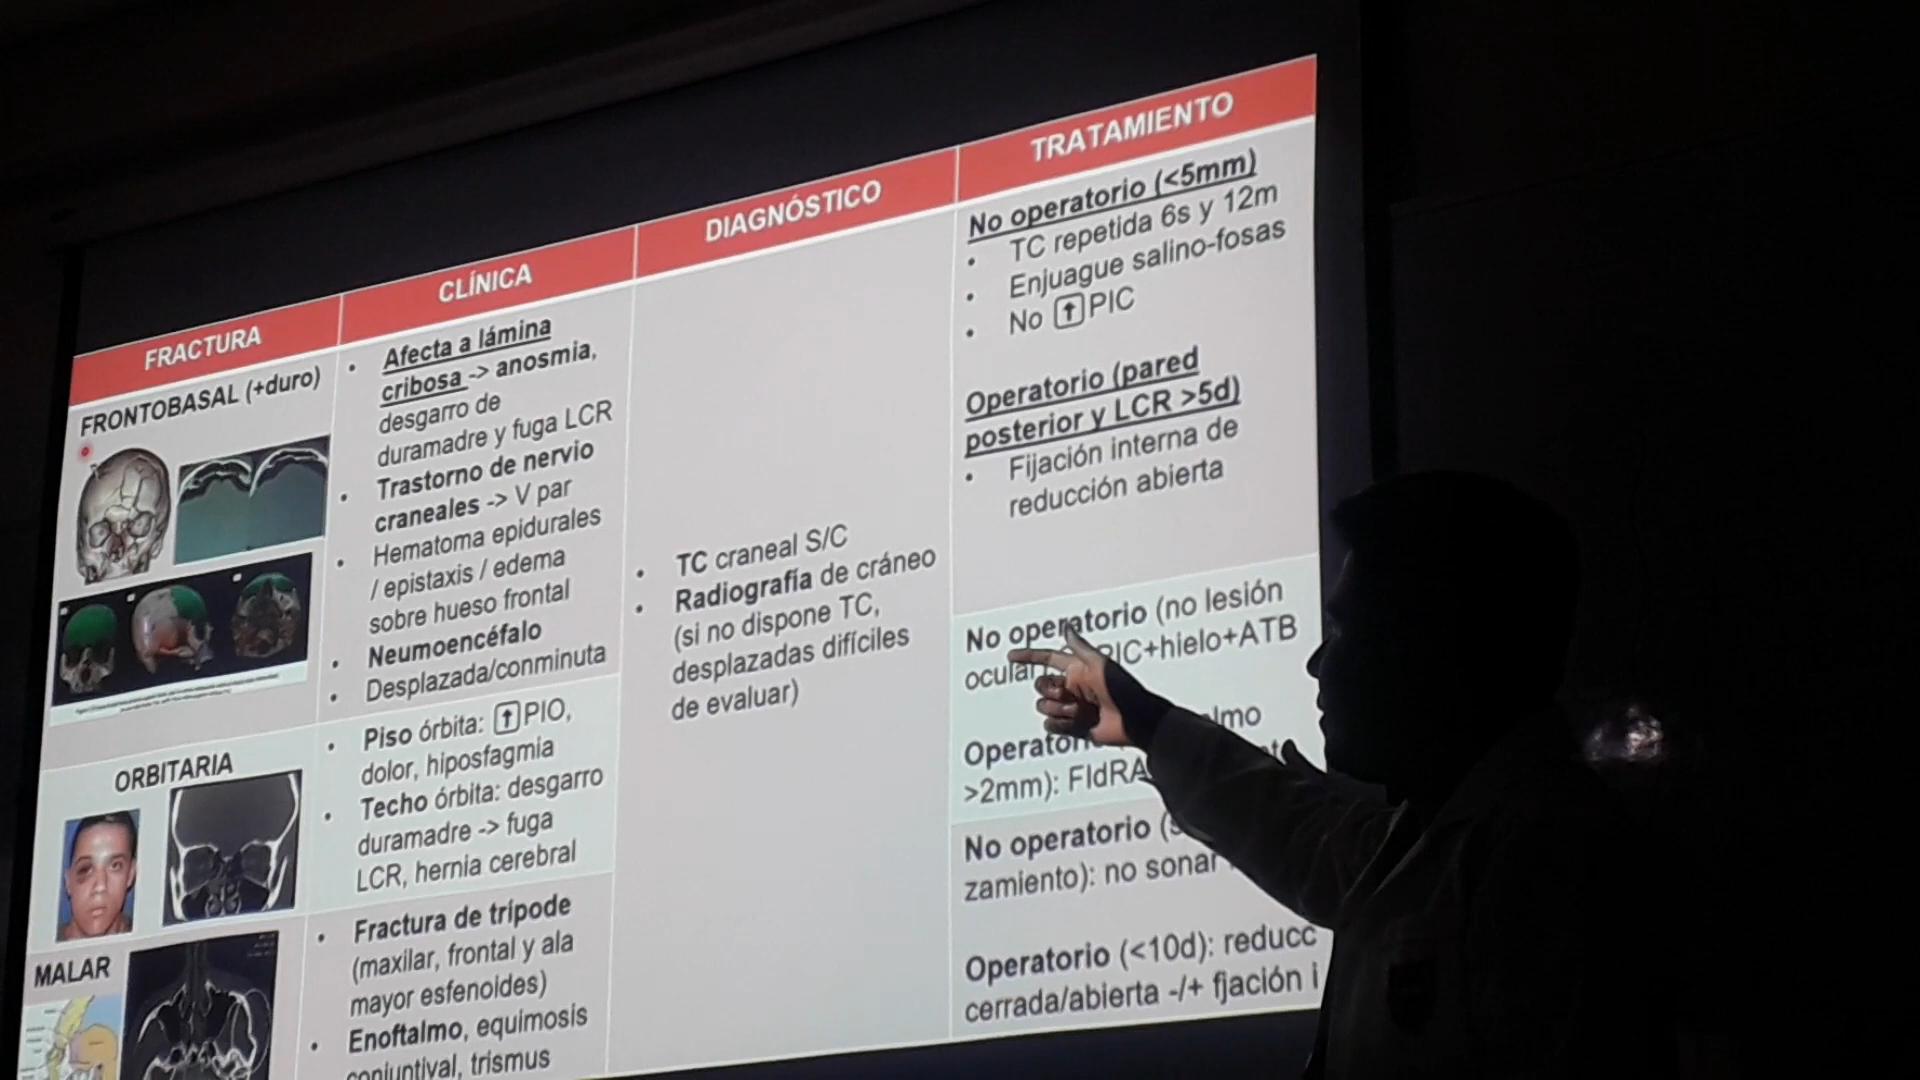 FRACTURA
CLÍNICA
DIAGNÓSTICO
TRATAMIENTO
FRONTOBASAL (+duro)
• Afecta a lámina
cribosa -> anosmia,
desgarro de
duramadre y fuga LCR
• Trastorno de nervio
craneales -> V par
• Hematoma epidurales
/ epistaxis / edema
sobre hueso frontal
• Neumoencéfalo
• Desplazada/conminuta
• TC craneal S/C
• Radiografía de cráneo
(si no dispone TC,
desplazadas difíciles
de evaluar)
No operatorio (<5mm)
• TC repetida 6s y 12m
• Enjuague salino-fosas
• No ↑ PIC
Operatorio (pared
posterior y LCR >5d)
• Fijación interna de
reducción abierta
ORBITARIA
• Piso órbita: ↑ PIO,
dolor, hiposfagmia
• Techo órbita: desgarro
duramadre -> fuga
LCR, hernia cerebral
No operatorio (no lesión
PIC+hielo+ATB
>2mm):
MALAR
• Fractura de trípode
(maxilar, frontal y ala
mayor esfenoides)
• Enoftalmo, equimosis
conjuntival, trismus
No operatorio
zamiento): no sonar
Operatorio (<10d): reducc
cerrada/abierta -/+ fjación i